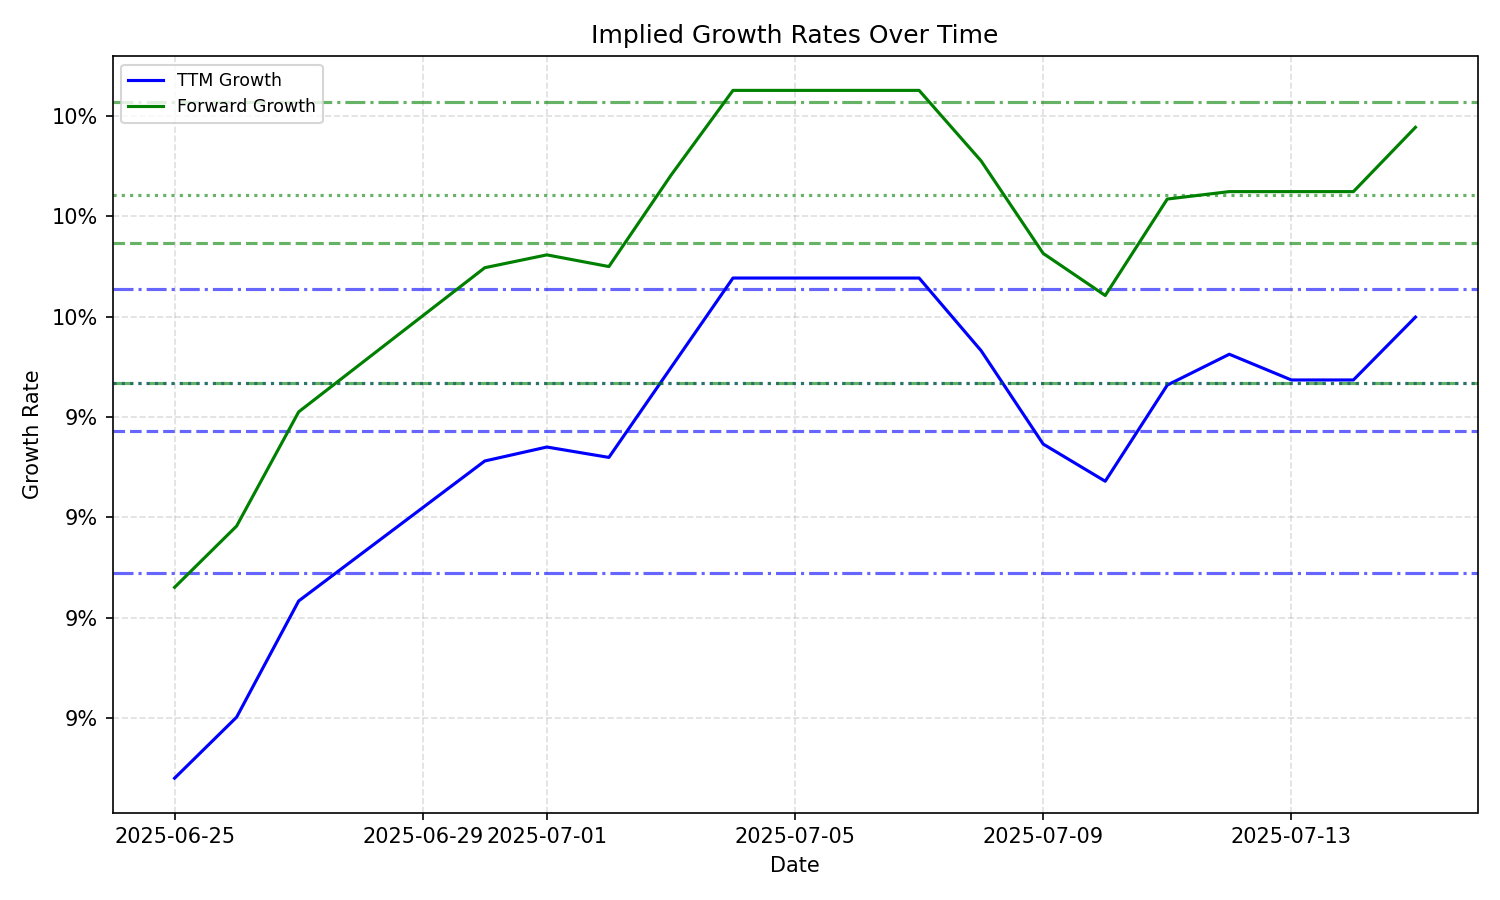 Implied Growth Rates Over Time
TTM Growth
Forward Growth
10%
10%
10%
9%
9%
9%
9%
Growth Rate
2025-06-25
2025-06-29
2025-07-01
2025-07-05
2025-07-09
2025-07-13
Date